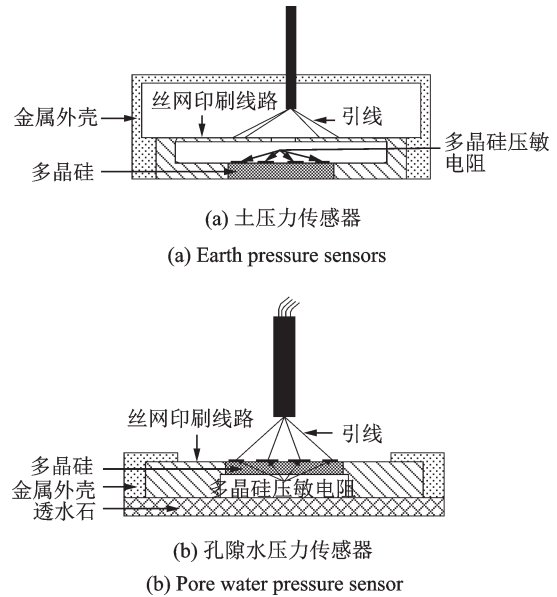 丝网印刷线路
引线
金属外壳
多晶硅压敏
电阻
多晶硅
(a) 土压力传感器
(a) Earth pressure sensors
丝网印刷线路
引线
多晶硅
金属外壳
多晶硅压敏电阻
透水石
(b) 孔隙水压力传感器
(b) Pore water pressure sensor